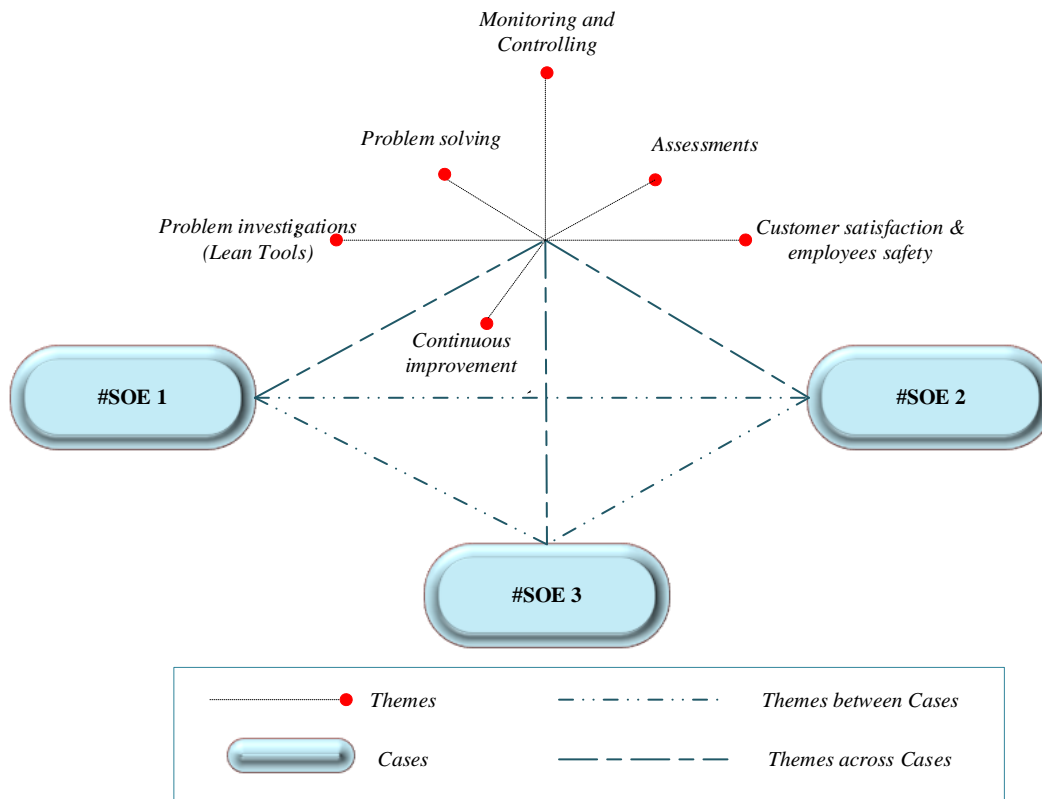 Monitoring and
Controlling
Problem solving
Assessments
Problem investigations
(Lean Tools)
Customer satisfaction &
employees safety
Continuous
improvement
#SOE 1
#SOE 2
#SOE 3
Themes
Themes between Cases
Cases
Themes across Cases